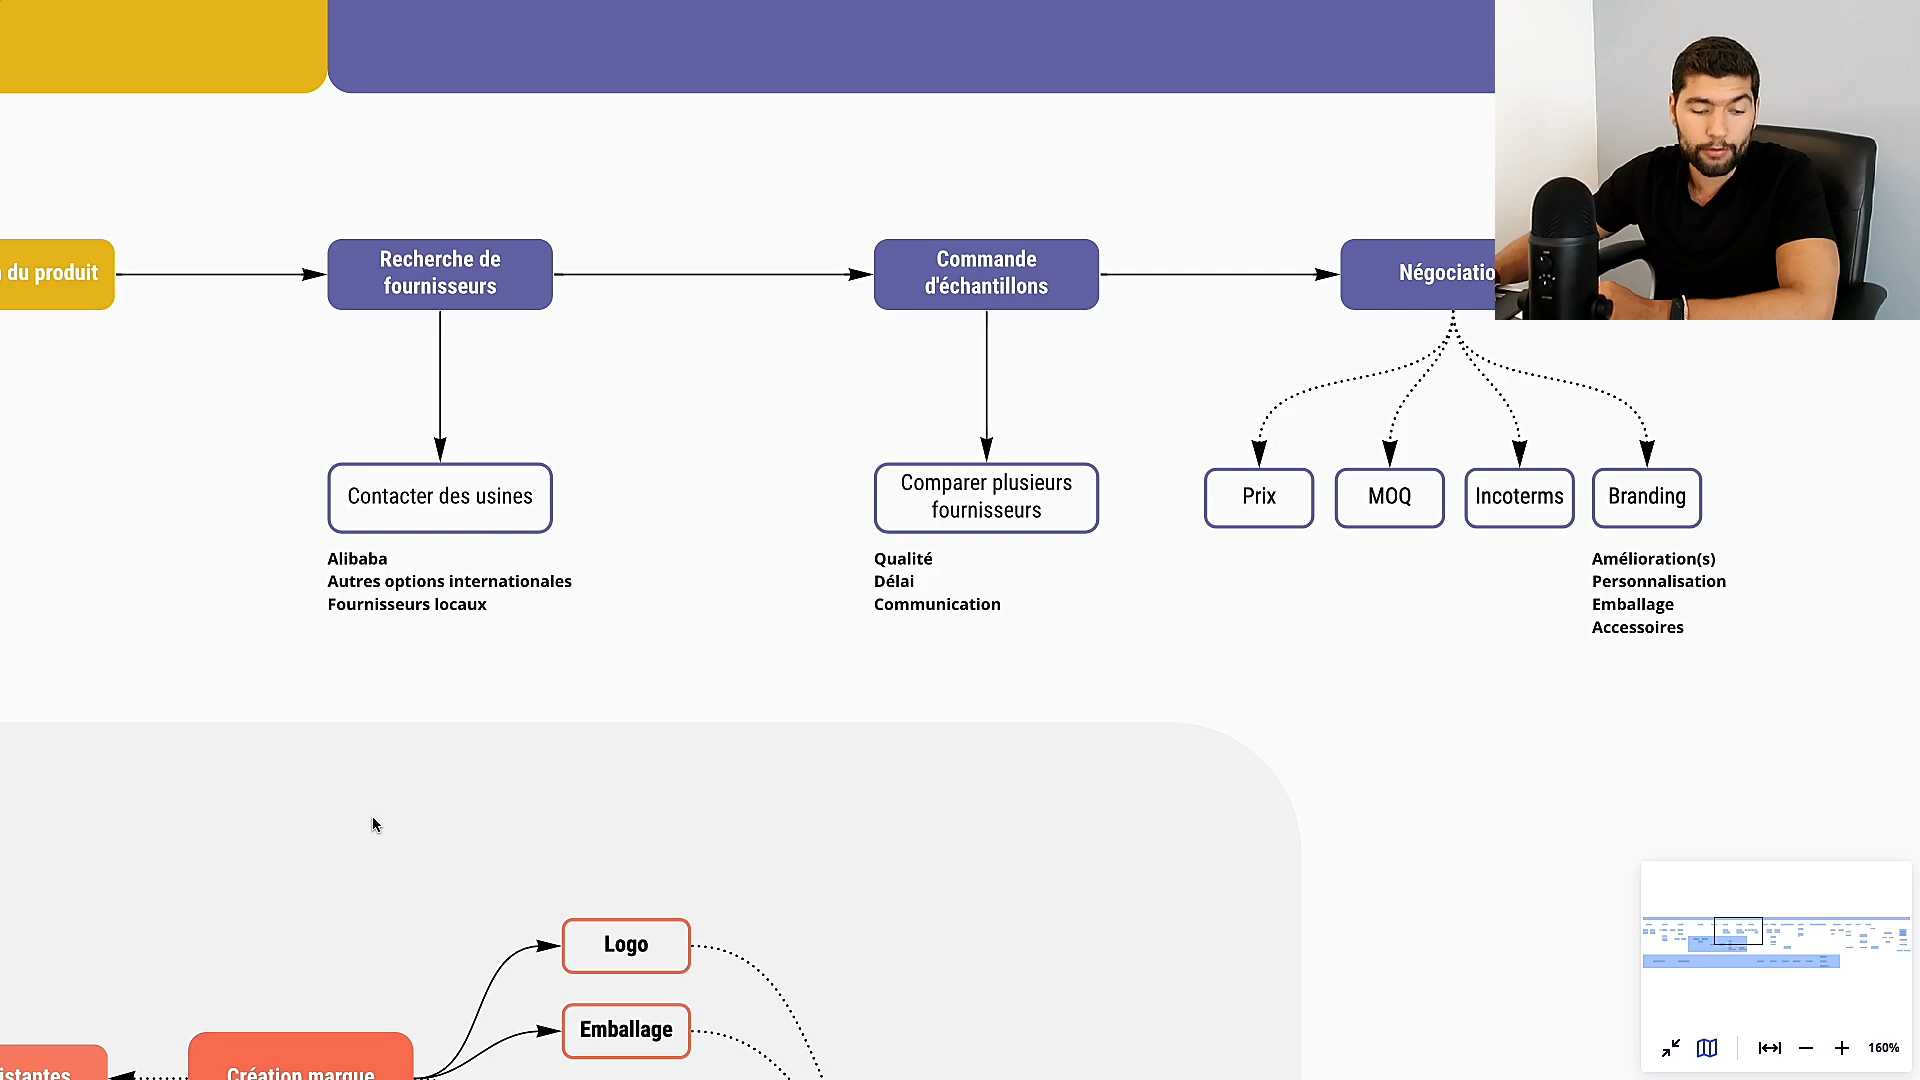 du produit
Recherche de
fournisseurs
Commande
d'échantillons
Négociatio
Contacter des usines
Comparer plusieurs
fournisseurs
Prix
MOQ
Incoterms
Branding
Alibaba
Autres options internationales
Fournisseurs locaux
Qualité
Délai
Communication
Amélioration(s)
Personnalisation
Emballage
Accessoires
Logo
Emballage
istantes
Création marque
160%